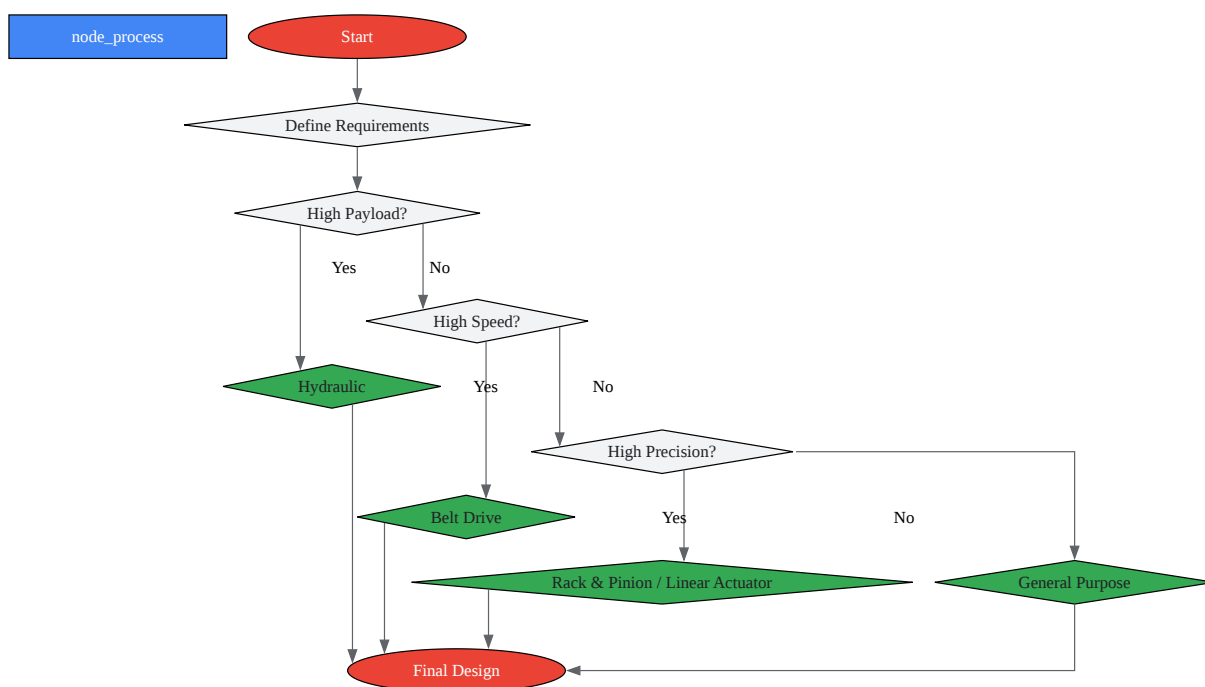 node_process
Start
Define Requirements
High Payload?
Yes
No
High Speed?
Hydraulic
Yes
No
High Precision?
Belt Drive
Yes
No
Rack & Pinion / Linear Actuator
General Purpose
Final Design